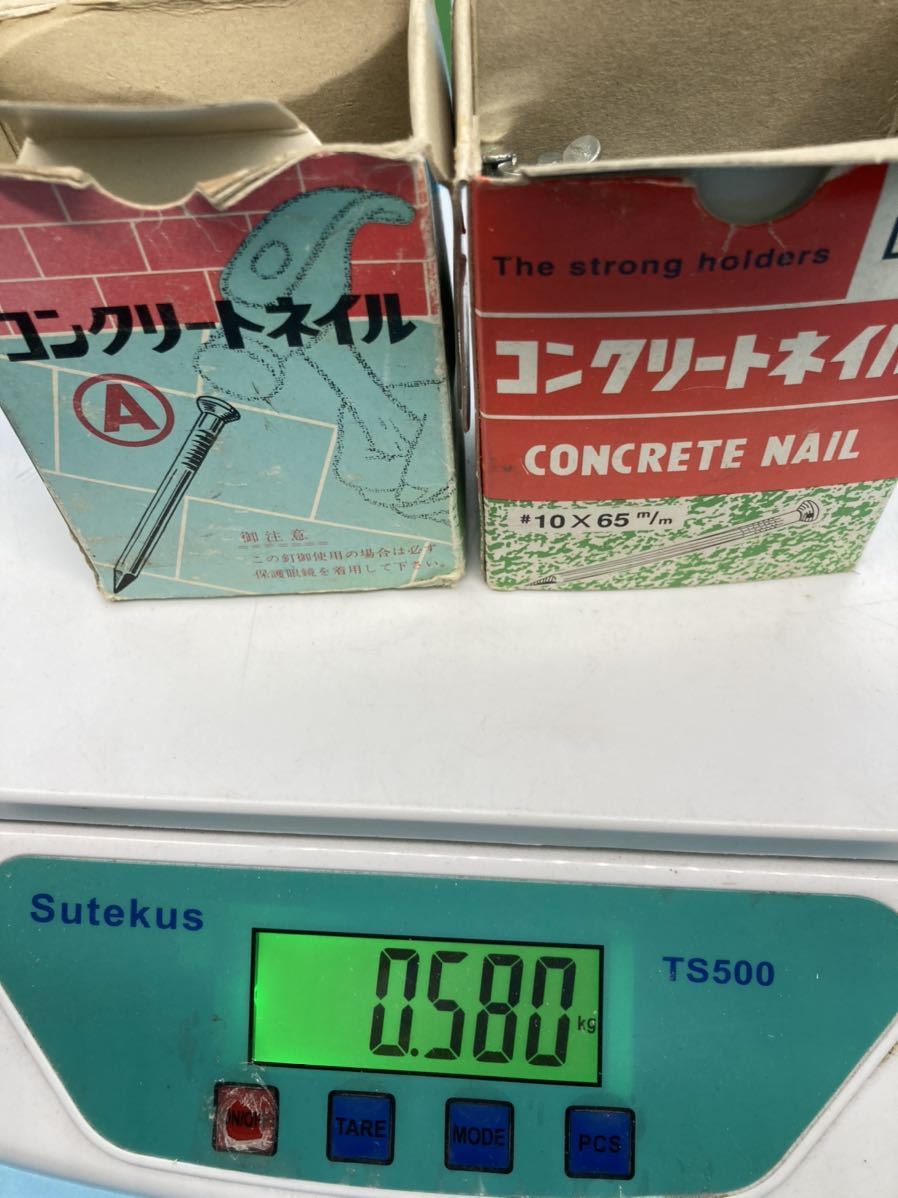 コンクリートネイル
A
御注意
この釘御使用の場合は必ず
保護眼鏡を着用して下さい。
The strong holders
コンクリートネイル
CONCRETE NAIL
#10×65 m/m
Sutekus
0.580 kg
TS500
ON/OFF
TARE
MODE
PCS